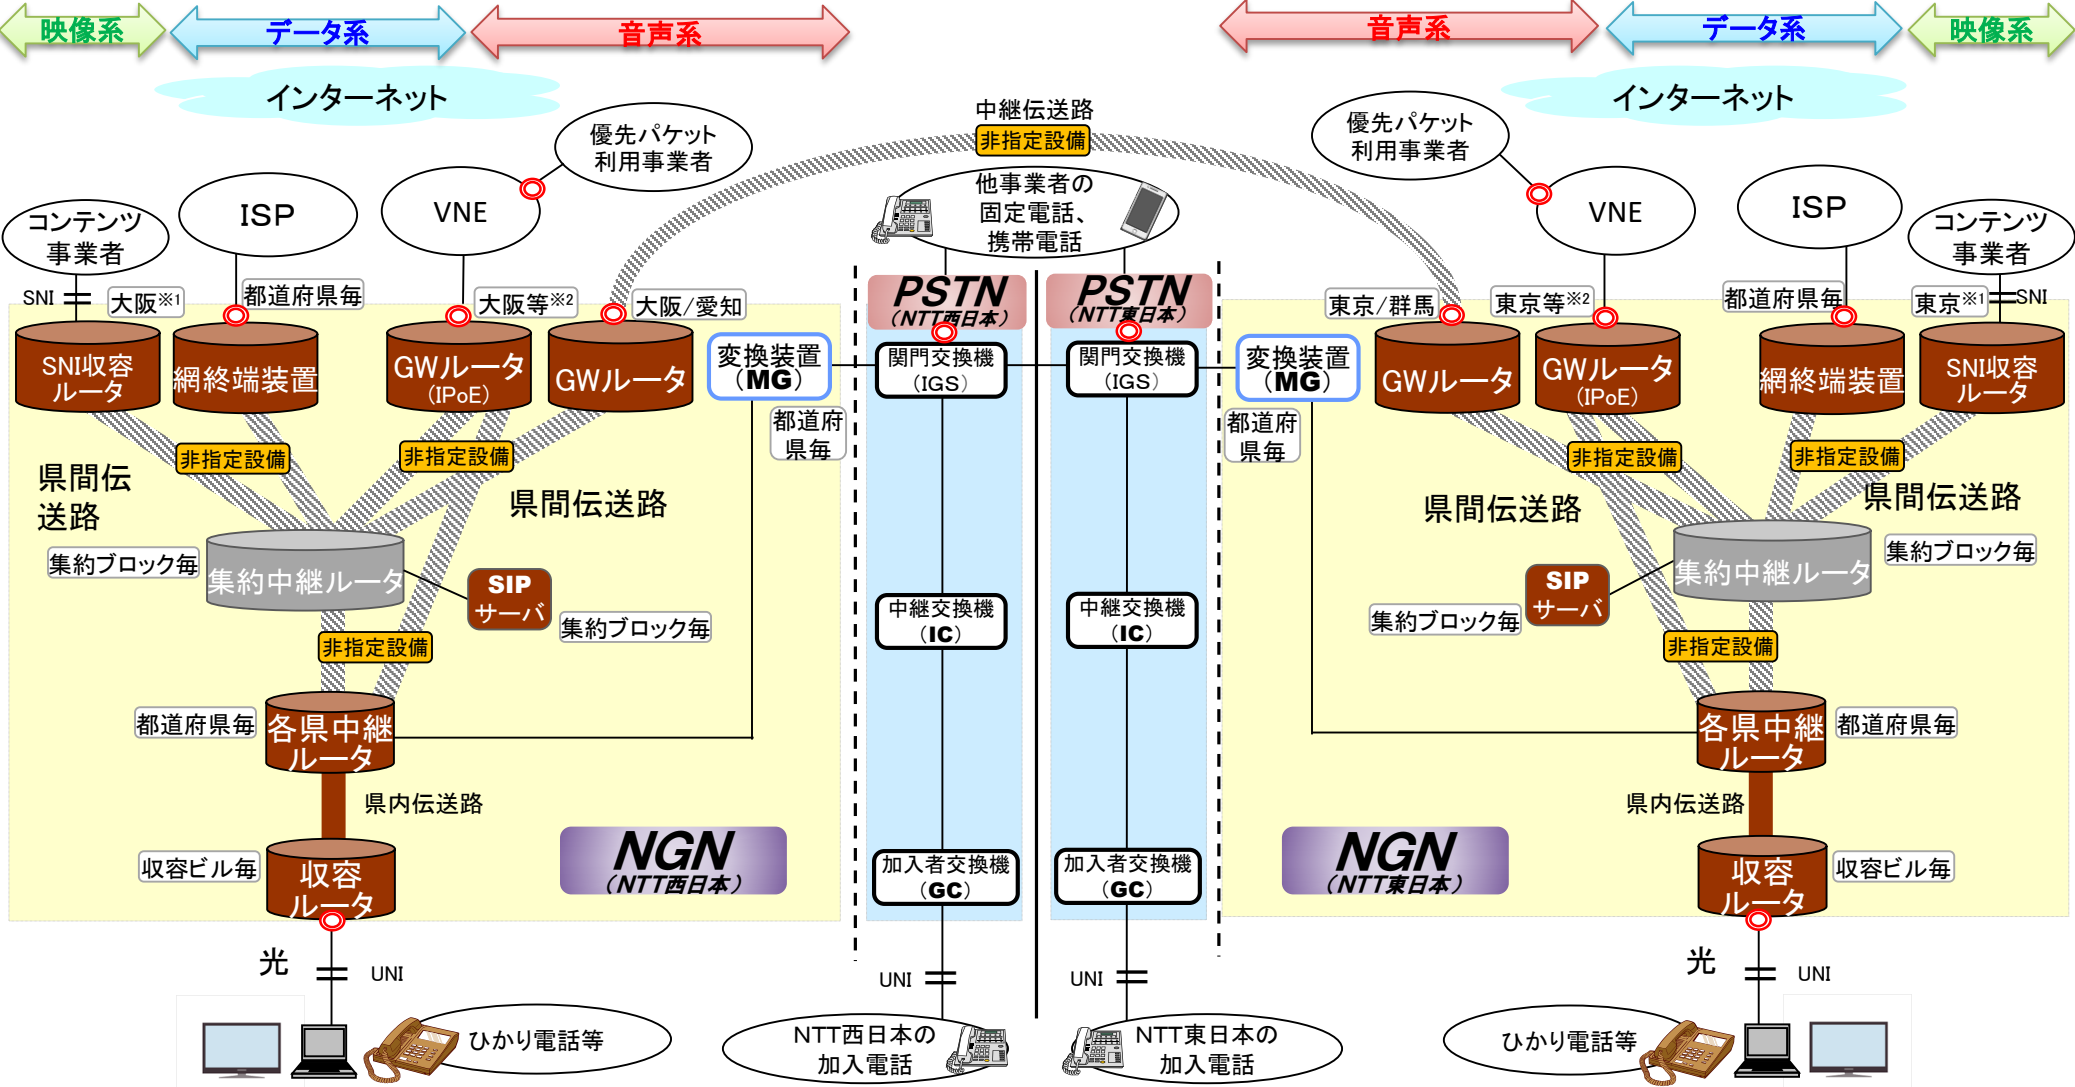 映像系
データ系
音声系
音声系
データ系
映像系
インターネット
インターネット
中継伝送路
非指定設備
優先パケット
利用事業者
優先パケット
利用事業者
コンテンツ
事業者
ISP
VNE
他事業者の
固定電話、
携帯電話
VNE
ISP
コンテンツ
事業者
SNI
大阪※1
都道府県毎
大阪等※2
大阪/愛知
PSTN
(NTT西日本)
PSTN
(NTT東日本)
東京/群馬
東京等※2
都道府県毎
東京※1
SNI
SNI収容
ルータ
網終端装置
GWルータ
(IPoE)
GWルータ
変換装置
(MG)
都道府
県毎
関門交換機
(IGS)
関門交換機
(IGS)
変換装置
(MG)
都道府
県毎
GWルータ
GWルータ
(IPoE)
網終端装置
SNI収容
ルータ
非指定設備
非指定設備
非指定設備
非指定設備
県間伝
送路
県間伝送路
県間伝送路
県間伝送路
集約ブロック毎
集約中継ルータ
SIP
サーバ
集約ブロック毎
中継交換機
(IC)
中継交換機
(IC)
集約ブロック毎
SIP
サーバ
集約中継ルータ
集約ブロック毎
非指定設備
非指定設備
都道府県毎
各県中継
ルータ
各県中継
ルータ
都道府県毎
県内伝送路
県内伝送路
収容ビル毎
収容
ルータ
NGN
(NTT西日本)
加入者交換機
(GC)
加入者交換機
(GC)
NGN
(NTT東日本)
収容
ルータ
収容ビル毎
光
UNI
UNI
UNI
光
UNI
ひかり電話等
NTT西日本の
加入電話
NTT東日本の
加入電話
ひかり電話等